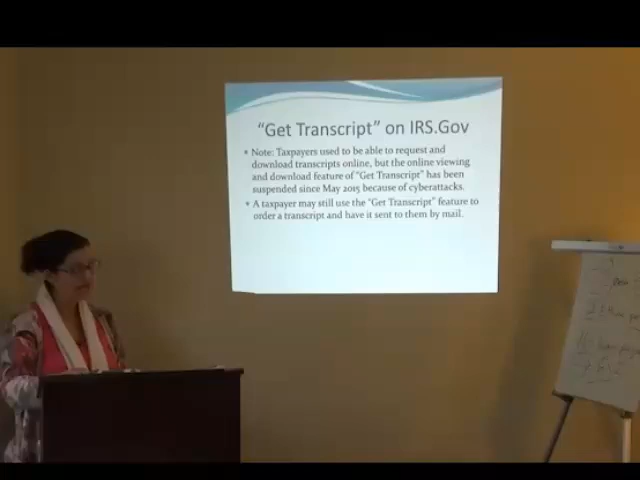 "Get Transcript" on IRS.Gov
• Note: Taxpayers used to be able to request and
download transcripts online, but the online viewing
and download feature of "Get Transcript" has been
suspended since May 2015 because of cyberattacks.
• A taxpayer may still use the "Get Transcript" feature to
order a transcript and have it sent to them by mail.